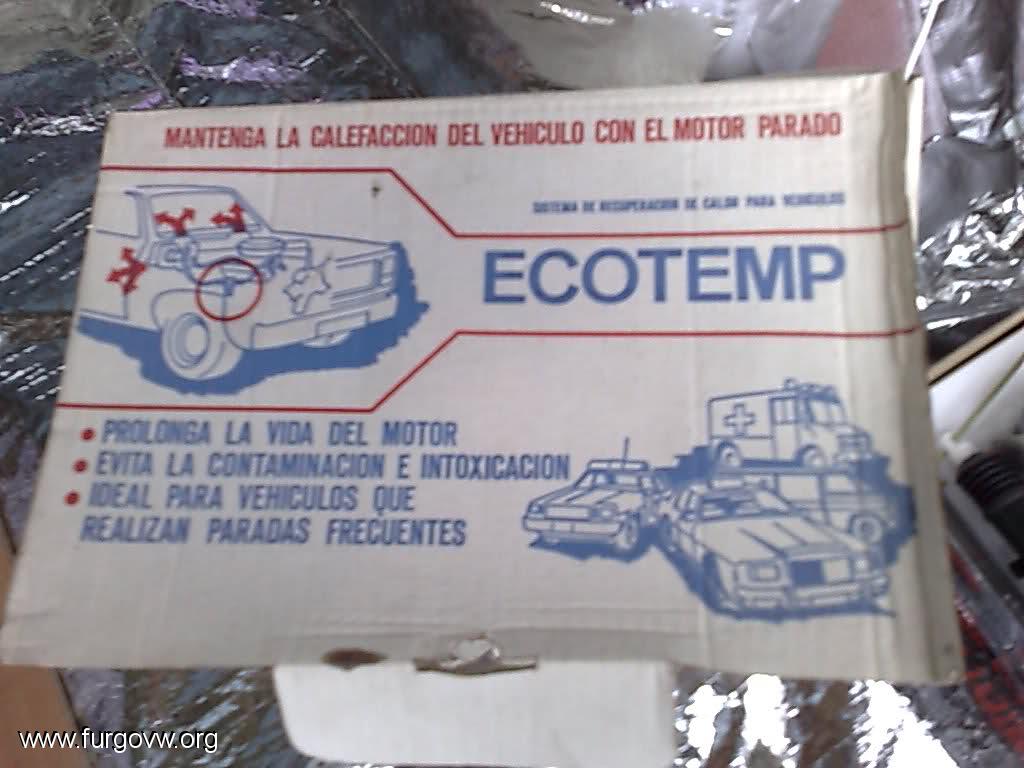 MANTENGA LA CALEFACCION DEL VEHICULO CON EL MOTOR PARADO
SISTEMA DE RECUPERACION DE CALOR PARA VEHICULOS
ECOTEMP
• PROLONGA LA VIDA DEL MOTOR
• EVITA LA CONTAMINACION E INTOXICACION
• IDEAL PARA VEHICULOS QUE
REALIZAN PARADAS FRECUENTES
www.furgovw.org